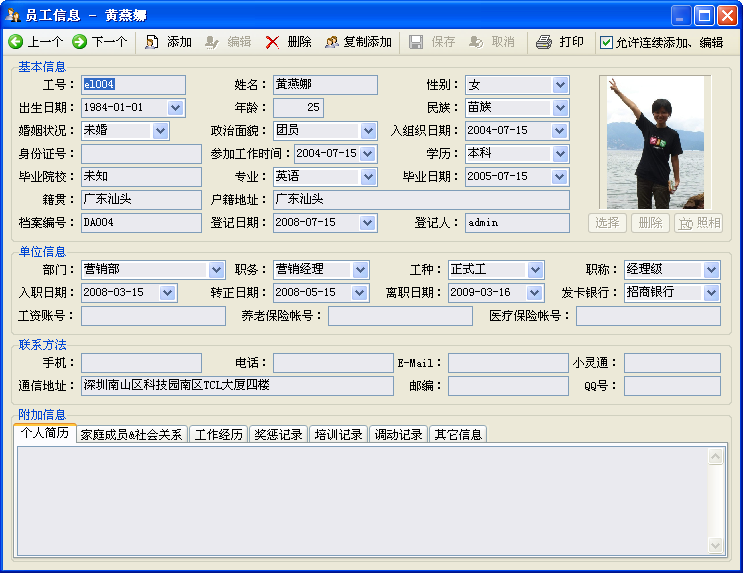 员工信息 - 黄燕娜
上一个 下一个 添加 编辑 删除 复制添加 保存 取消 打印 允许连续添加、编辑
基本信息
工号： el004 姓名： 黄燕娜 性别： 女
出生日期： 1984-01-01 年龄： 25 民族： 苗族
婚姻状况： 未婚 政治面貌： 团员 入组织日期： 2004-07-15
身份证号： 参加工作时间： 2004-07-15 学历： 本科
毕业院校： 未知 专业： 英语 毕业日期： 2005-07-15
籍贯： 广东汕头 户籍地址： 广东汕头
档案编号： DA004 登记日期： 2008-07-15 登记人： admin 选择 删除 照相
单位信息
部门： 营销部 职务： 营销经理 工种： 正式工 职称： 经理级
入职日期： 2008-03-15 转正日期： 2008-05-15 离职日期： 2009-03-16 发卡银行： 招商银行
工资账号： 养老保险帐号： 医疗保险帐号：
联系方法
手机： 电话： E-Mail： 小灵通：
通信地址： 深圳南山区科技园南区TCL大厦四楼 邮编： QQ号：
附加信息
个人简历 家庭成员&社会关系 工作经历 奖惩记录 培训记录 调动记录 其它信息